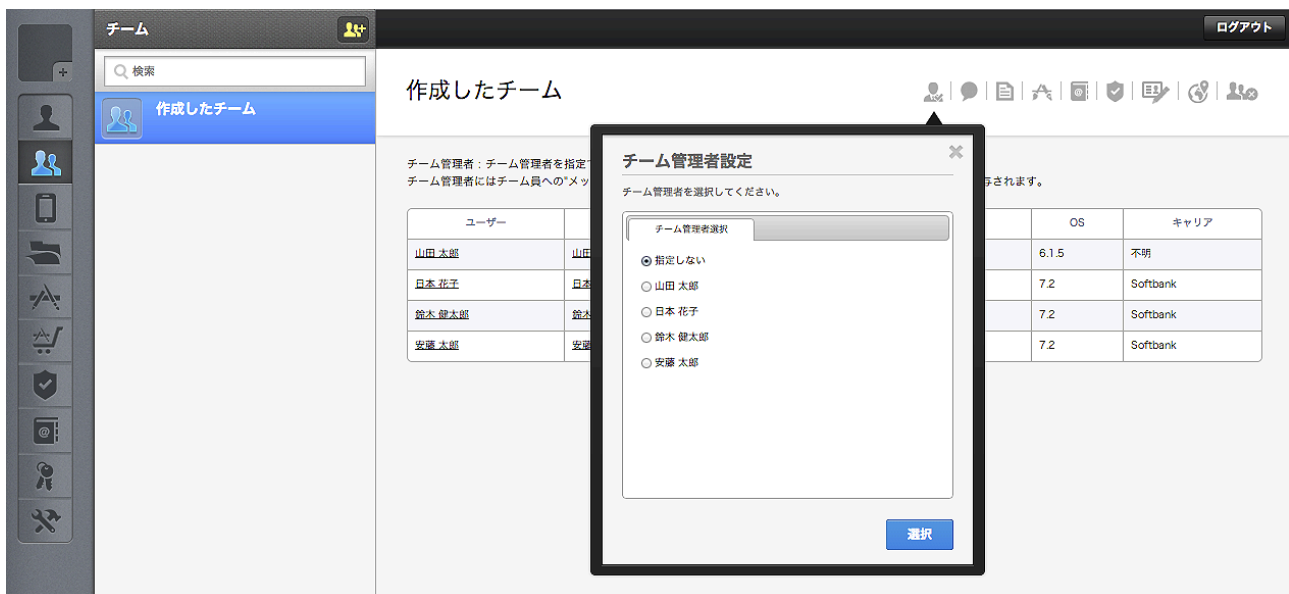 チーム
ログアウト
検索
作成したチーム
作成したチーム
チーム管理者：チーム管理者を指定
チーム管理者にはチーム員への"メッ
与されます。
ユーザー
OS
キャリア
山田 太郎
山田
6.1.5
不明
日本 花子
日本
7.2
Softbank
鈴木 健太郎
鈴木
7.2
Softbank
安藤 太郎
安藤
7.2
Softbank
チーム管理者設定
チーム管理者を選択してください。
チーム管理者選択
指定しない
山田 太郎
日本 花子
鈴木 健太郎
安藤 太郎
選択